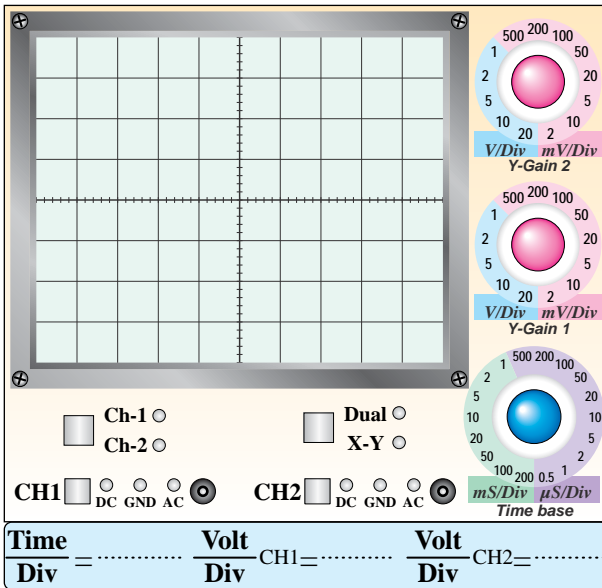 500 200 100
1 50
2 20
5 10
10 5
20 2
V/Div mV/Div
Y-Gain 2
500 200 100
1 50
2 20
5 10
10 5
20 2
V/Div mV/Div
Y-Gain 1
500 200
1 100
2 50
5 20
10 10
20 5
50 2
100 200 0.5 1
mS/Div µS/Div
Time base
Ch-1
Ch-2
Dual
X-Y
CH1 DC GND AC
CH2 DC GND AC
Time
Div = ............
Volt
Div CH1= ............
Volt
Div CH2= ............